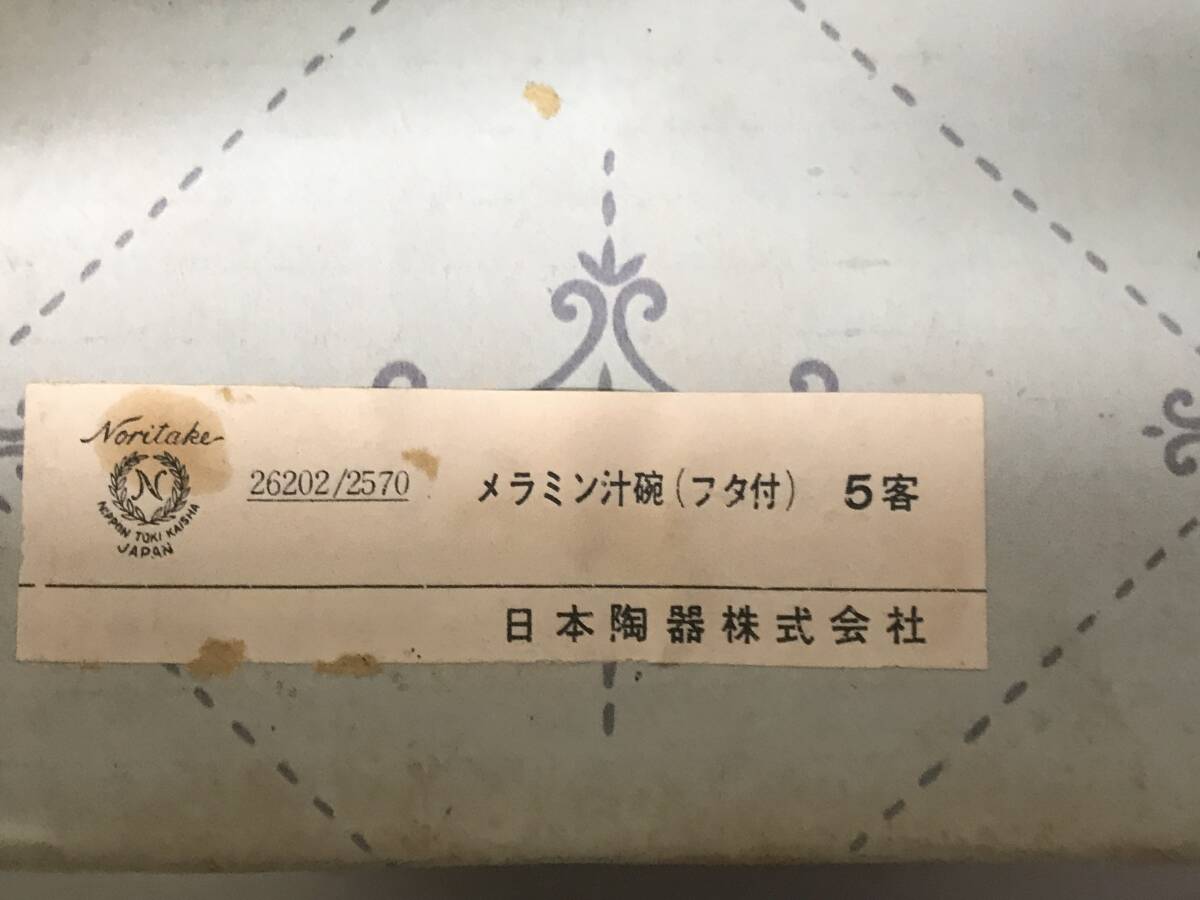 Noritake
N
NIPPON TOKI KAISHA
JAPAN
26202/2570 メラミン汁碗(フタ付) 5客
日本陶器株式会社